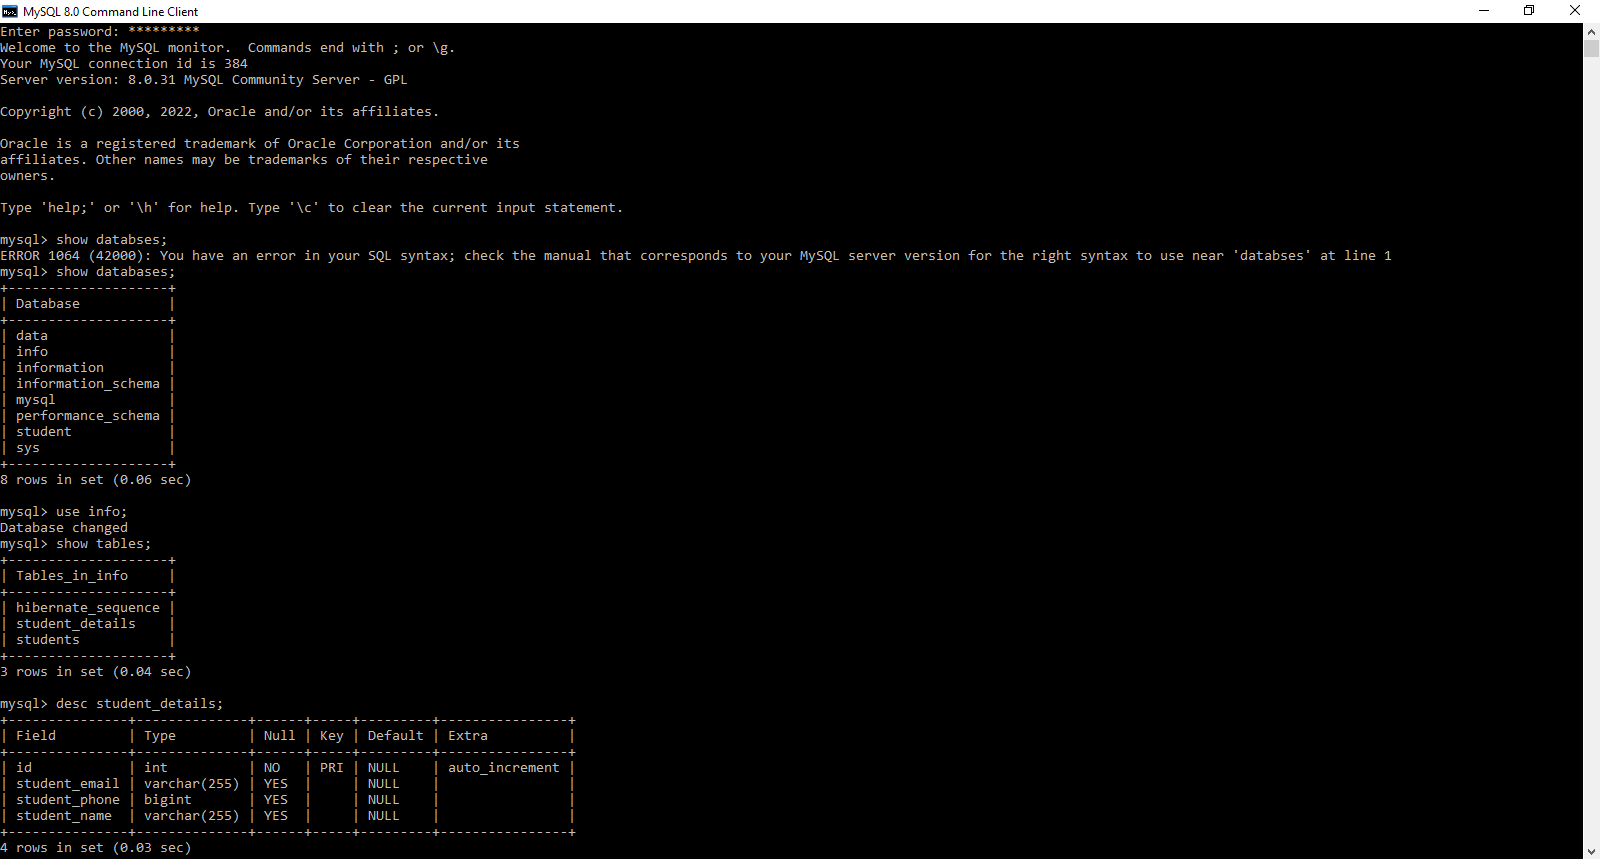 MySQL 8.0 Command Line Client
Enter password: *********
Welcome to the MySQL monitor.  Commands end with ; or \g.
Your MySQL connection id is 384
Server version: 8.0.31 MySQL Community Server - GPL

Copyright (c) 2000, 2022, Oracle and/or its affiliates.

Oracle is a registered trademark of Oracle Corporation and/or its
affiliates. Other names may be trademarks of their respective
owners.

Type 'help;' or '\h' for help. Type '\c' to clear the current input statement.

mysql> show databses;
ERROR 1064 (42000): You have an error in your SQL syntax; check the manual that corresponds to your MySQL server version for the right syntax to use near 'databses' at line 1
mysql> show databases;
+--------------------+
| Database           |
+--------------------+
| data               |
| info               |
| information        |
| information_schema |
| mysql              |
| performance_schema |
| student            |
| sys                |
+--------------------+
8 rows in set (0.06 sec)

mysql> use info;
Database changed
mysql> show tables;
+--------------------+
| Tables_in_info     |
+--------------------+
| hibernate_sequence |
| student_details    |
| students           |
+--------------------+
3 rows in set (0.04 sec)

mysql> desc student_details;
+---------------+--------------+------+-----+---------+----------------+
| Field         | Type         | Null | Key | Default | Extra          |
+---------------+--------------+------+-----+---------+----------------+
| id            | int          | NO   | PRI | NULL    | auto_increment |
| student_email | varchar(255) | YES  |     | NULL    |                |
| student_phone | bigint       | YES  |     | NULL    |                |
| student_name  | varchar(255) | YES  |     | NULL    |                |
+---------------+--------------+------+-----+---------+----------------+
4 rows in set (0.03 sec)